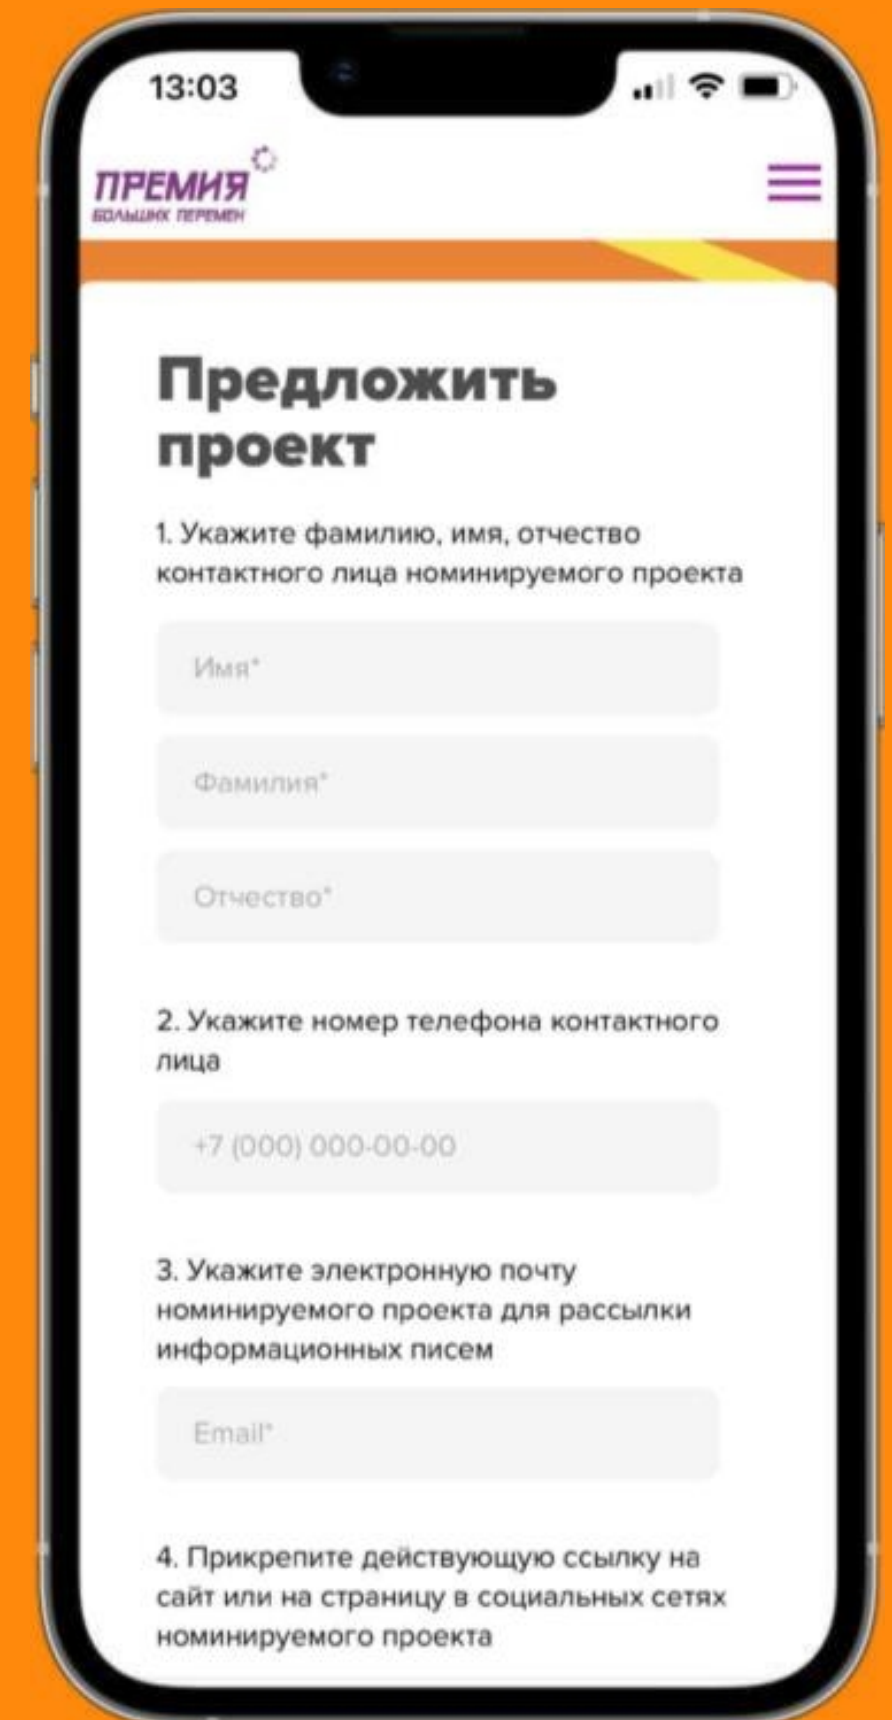 13:03
ПРЕМИЯ
БОЛЬШИХ ПЕРЕМЕН
Предложить
проект
1. Укажите фамилию, имя, отчество
контактного лица номинируемого проекта
Имя*
Фамилия*
Отчество*
2. Укажите номер телефона контактного
лица
+7 (000) 000-00-00
3. Укажите электронную почту
номинируемого проекта для рассылки
информационных писем
Email*
4. Прикрепите действующую ссылку на
сайт или на страницу в социальных сетях
номинируемого проекта